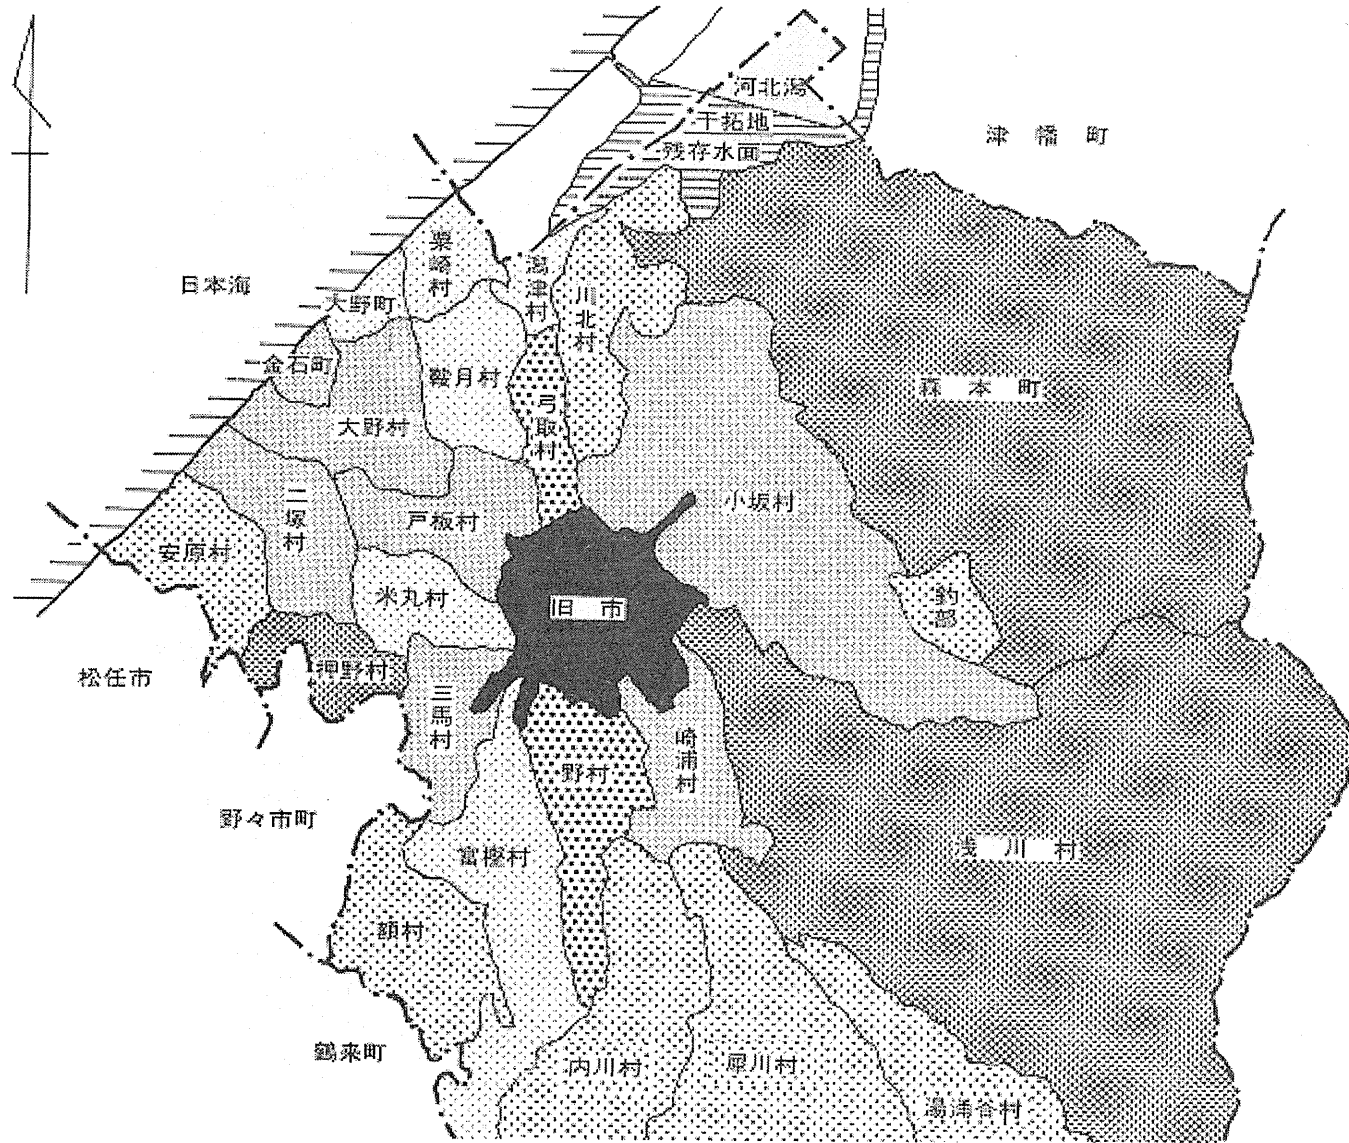 河北潟
干拓地
残存水面
津幡町
粟崎村
潟津村
日本海
大野町
川北村
金石町
鞍月村
森本町
弓取村
大野村
小坂村
二塚村
戸板村
安原村
米丸村
旧市
釣部
押野村
松任市
三馬村
崎浦村
野村
野々市町
富樫村
浅川村
額村
鶴来町
内川村
犀川村
湯涌谷村